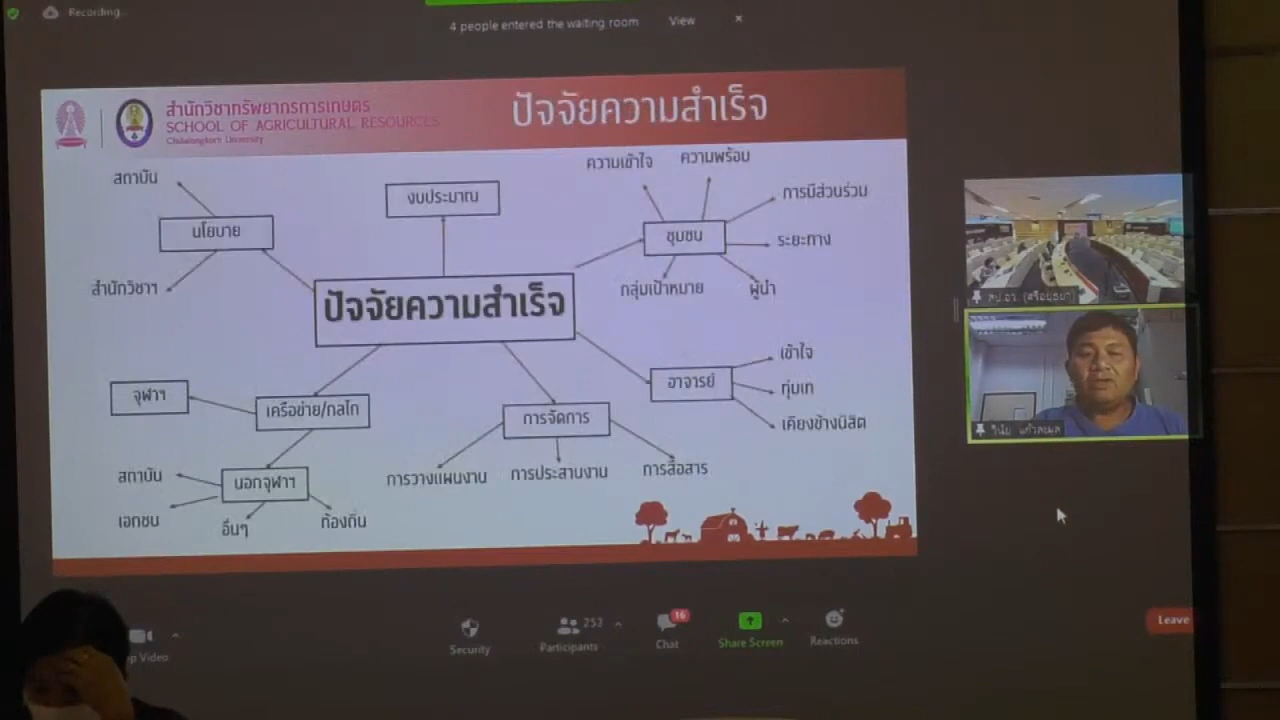 Recording...
4 people entered the waiting room View ×
สำนักวิชาทรัพยากรการเกษตร
SCHOOL OF AGRICULTURAL RESOURCES
Chulalongkorn University
ปัจจัยความสำเร็จ
ความเข้าใจ
ความพร้อม
สถาบัน
งบประมาณ
การมีส่วนร่วม
นโยบาย
ชุมชน
ระยะทาง
สำนักวิชาฯ
กลุ่มเป้าหมาย
ผู้นำ
ปัจจัยความสำเร็จ
เข้าใจ
อาจารย์
ทุ่มเท
เคียงข้างนิสิต
จุฬาฯ
เครือข่าย/กลไก
การจัดการ
การวางแผนงาน
การประสานงาน
การสื่อสาร
สถาบัน
นอกจุฬาฯ
เอกชน
อื่นๆ
ท้องถิ่น
วินัย แก้วละมุล
Video
Security
Participants
253
Chat
16
Share Screen
Reactions
Leave